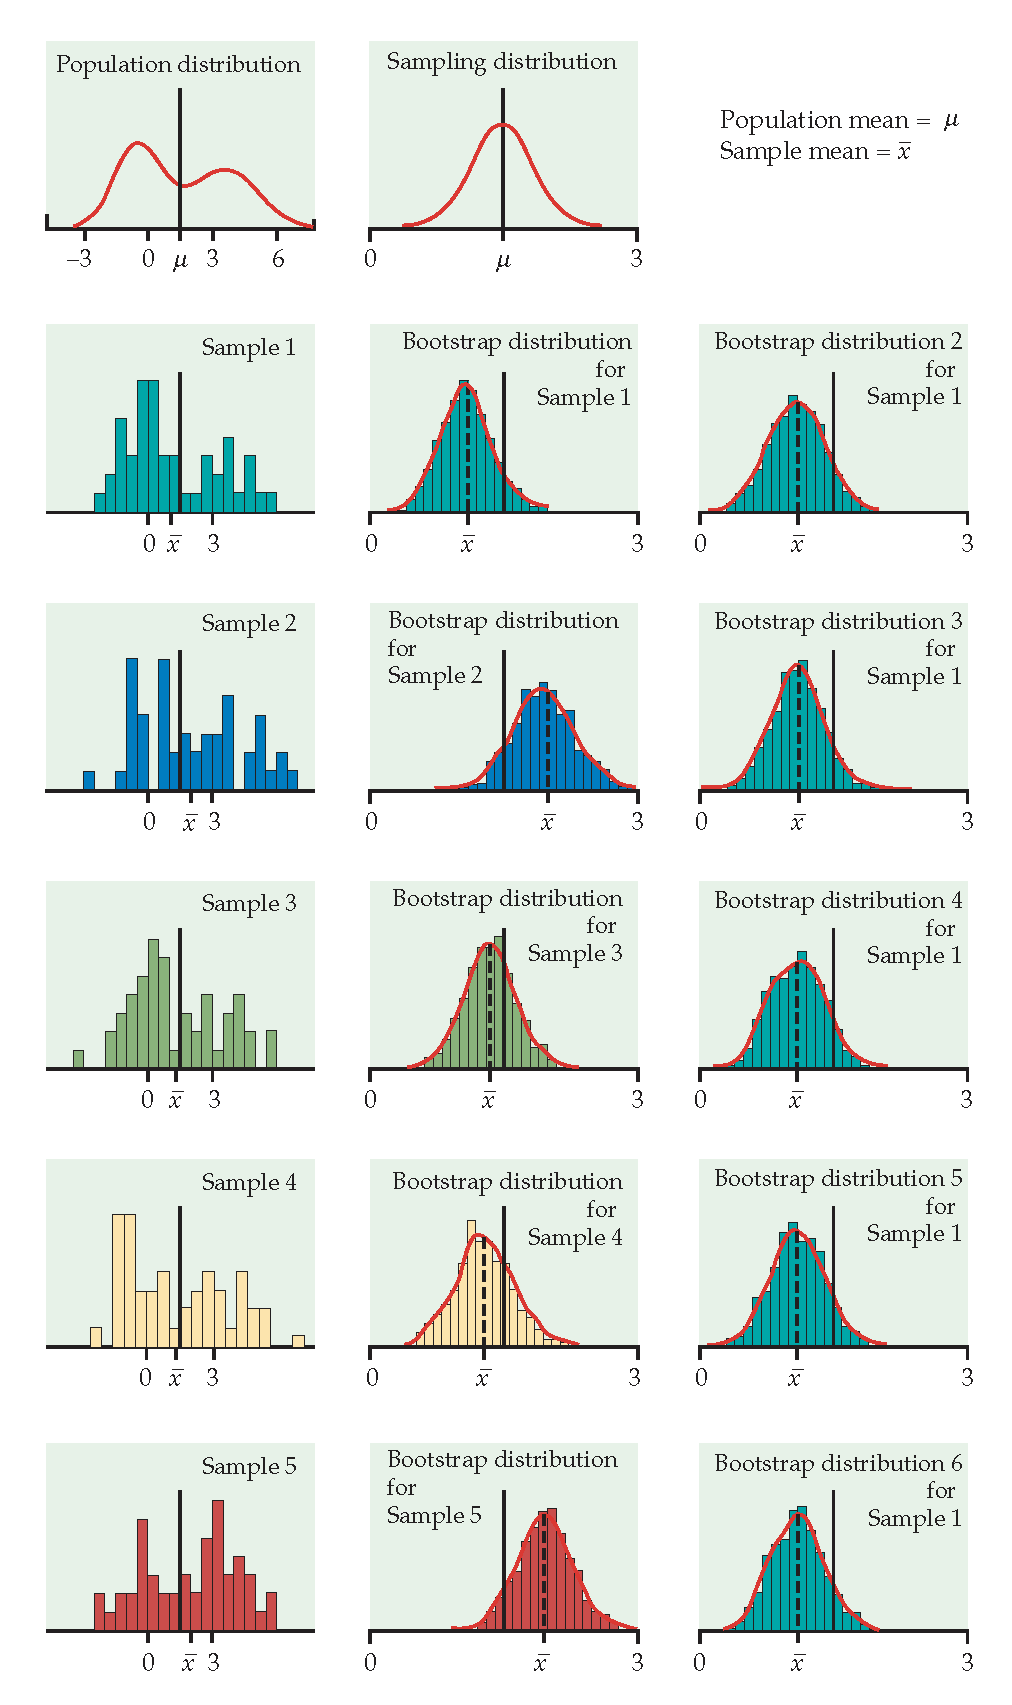 Population distribution
–3 0 μ 3 6
Sampling distribution
0 μ 3
Population mean = μ
Sample mean = x̄
Sample 1
0 x̄ 3
Bootstrap distribution
for
Sample 1
0 x̄ 3
Bootstrap distribution 2
for
Sample 1
0 x̄ 3
Sample 2
0 x̄ 3
Bootstrap distribution
for
Sample 2
0 x̄ 3
Bootstrap distribution 3
for
Sample 1
0 x̄ 3
Sample 3
0 x̄ 3
Bootstrap distribution
for
Sample 3
0 x̄ 3
Bootstrap distribution 4
for
Sample 1
0 x̄ 3
Sample 4
0 x̄ 3
Bootstrap distribution
for
Sample 4
0 x̄ 3
Bootstrap distribution 5
for
Sample 1
0 x̄ 3
Sample 5
0 x̄ 3
Bootstrap distribution
for
Sample 5
0 x̄ 3
Bootstrap distribution 6
for
Sample 1
0 x̄ 3